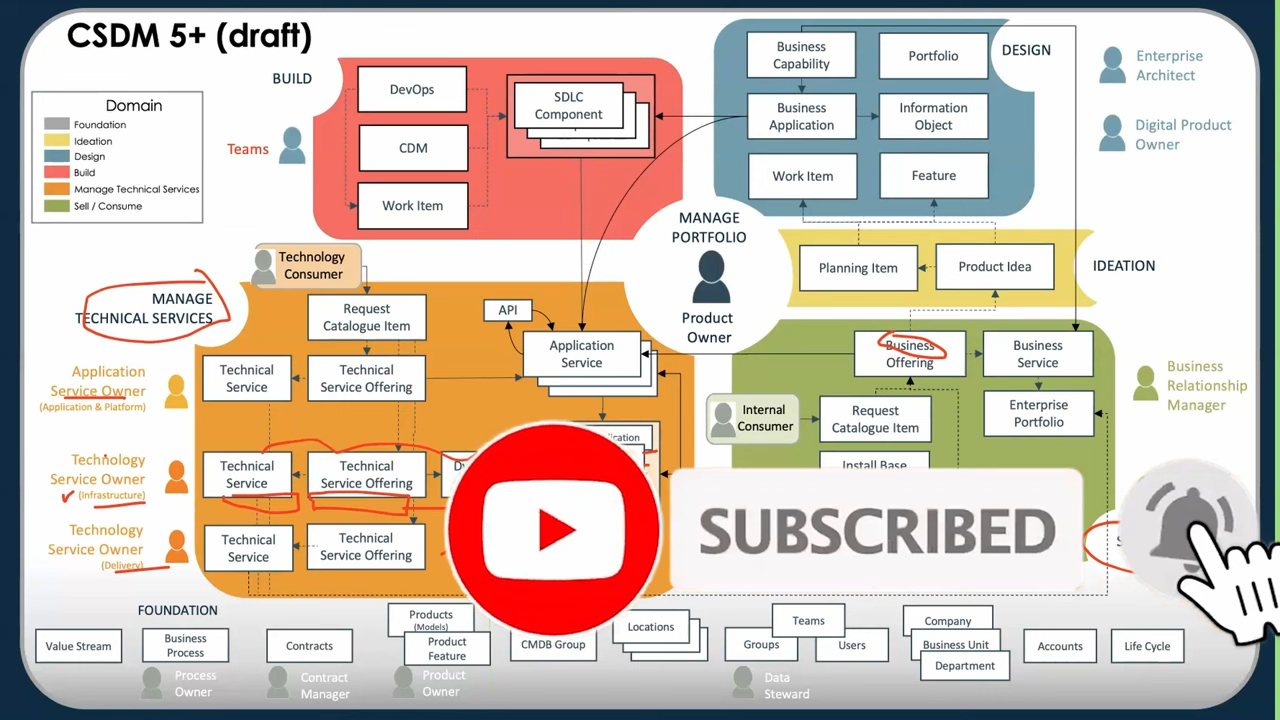 CSDM 5+ (draft)
Domain
Foundation
Ideation
Design
Build
Manage Technical Services
Sell / Consume
BUILD
Teams
DevOps
CDM
Work Item
SDLC
Component
Business
Capability
Portfolio
DESIGN
Business
Application
Information
Object
Work Item
Feature
Enterprise
Architect
Digital Product
Owner
MANAGE
PORTFOLIO
Product
Owner
Planning Item
Product Idea
IDEATION
Technology
Consumer
MANAGE
TECHNICAL SERVICES
Request
Catalogue Item
API
Application
Service
Application
Service Owner
(Application & Platform)
Technical
Service
Technical
Service Offering
Technology
Service Owner
(Infrastructure)
Technical
Service
Technical
Service Offering
Technology
Service Owner
(Delivery)
Technical
Service
Technical
Service Offering
Business
Offering
Business
Service
Internal
Consumer
Request
Catalogue Item
Enterprise
Portfolio
Install Base
Business
Relationship
Manager
SUBSCRIBED
FOUNDATION
Value Stream
Business
Process
Contracts
Products
(Models)
Product
Feature
CMDB Group
Locations
Groups
Teams
Users
Company
Business Unit
Department
Accounts
Life Cycle
Process
Owner
Contract
Manager
Product
Owner
Data
Steward